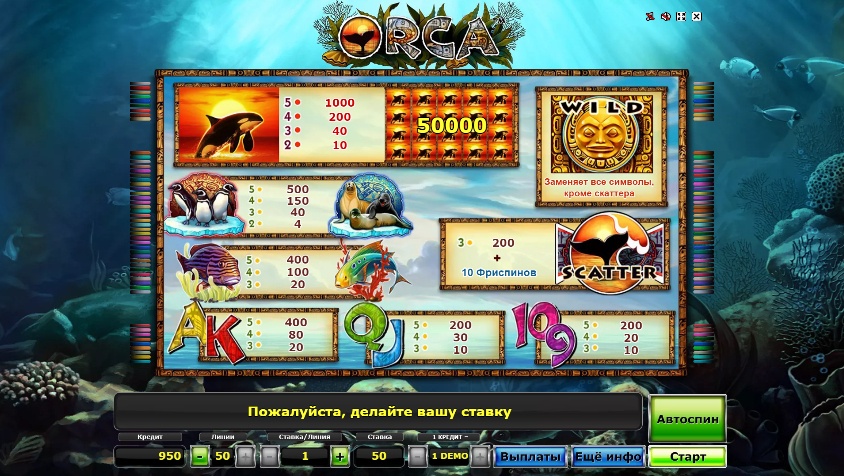 ORCA
5 1000
4 200
3 40
2 10
50000
WILD
Заменяет все символы,
кроме скаттера
5 500
4 150
3 40
2 4
3 200
+
10 Фриспинов
SCATTER
5 400
4 100
3 20
A K
5 400
4 80
3 20
Q J
5 200
4 30
3 10
10 9
5 200
4 20
3 10
Пожалуйста, делайте вашу ставку
Автоспин
Кредит Линии Ставка/Линия Ставка 1 КРЕДИТ =
950 - 50 + - 1 + 50 - 1 DEMO + Выплаты Ещё инфо Старт